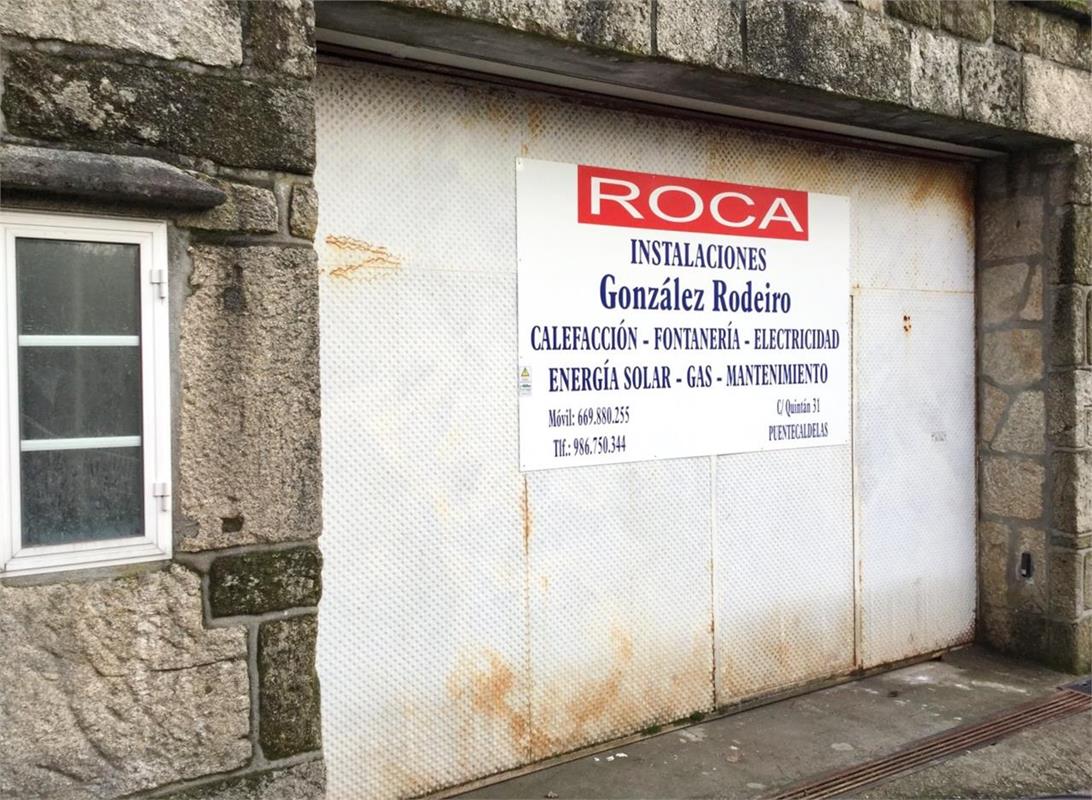 ROCA
INSTALACIONES
González Rodeiro
CALEFACCIÓN - FONTANERÍA - ELECTRICIDAD
ENERGÍA SOLAR - GAS - MANTENIMIENTO
Móvil: 669.880.255
Tlf.: 986.750.344
C/ Quintán 31
PUENTECALDELAS